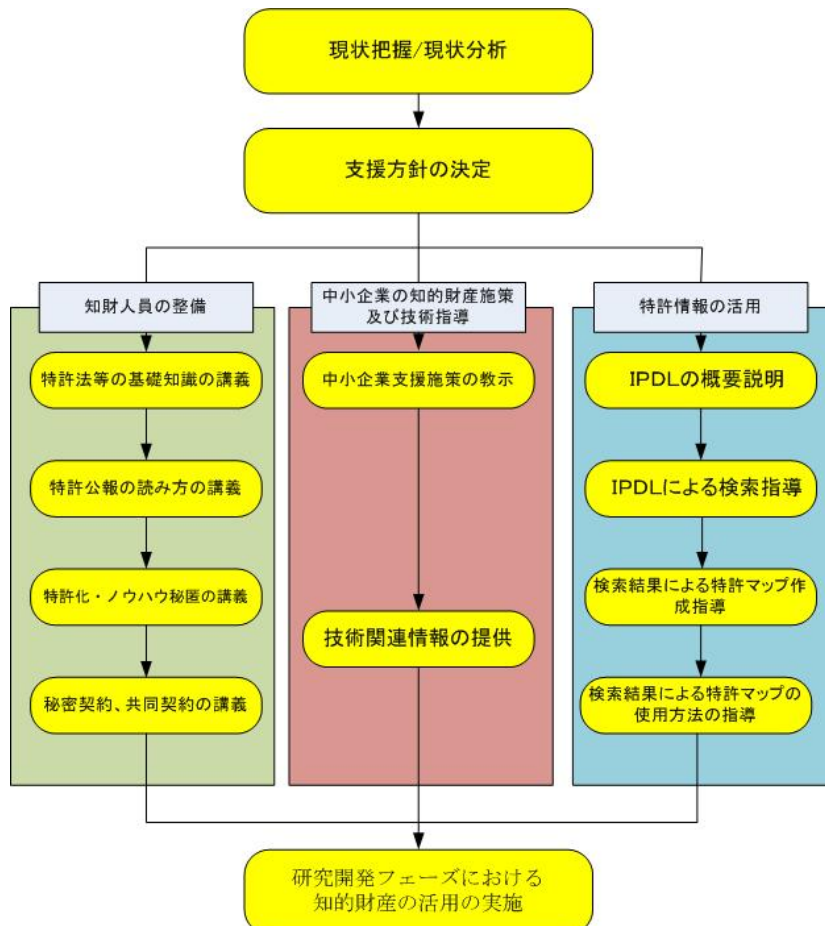 現状把握/現状分析
支援方針の決定
知財人員の整備
特許法等の基礎知識の講義
特許公報の読み方の講義
特許化・ノウハウ秘匿の講義
秘密契約、共同契約の講義
中小企業の知的財産施策
及び技術指導
中小企業支援施策の教示
技術関連情報の提供
特許情報の活用
IPDLの概要説明
IPDLによる検索指導
検索結果による特許マップ作
成指導
検索結果による特許マップの
使用方法の指導
研究開発フェーズにおける
知的財産の活用の実施